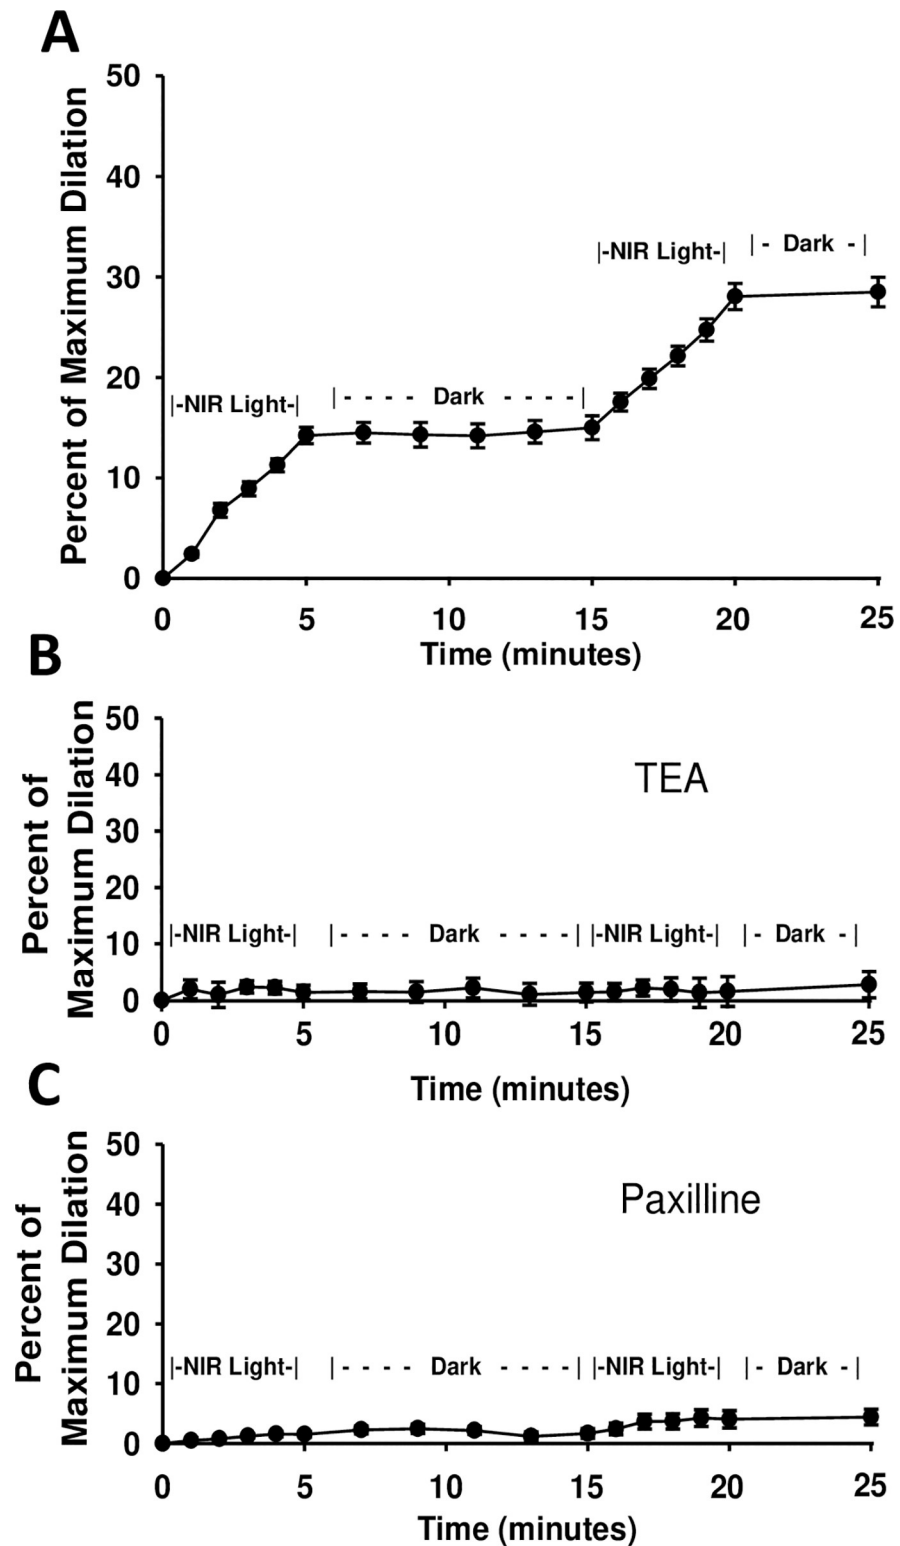 A
Percent of Maximum Dilation
50
40
30
20
10
0
|-NIR Light-|
|- - - - - Dark - - - - -|
|-NIR Light-|
|- Dark -|
0 5 10 15 20 25
Time (minutes)
B
Percent of
Maximum Dilation
50
40
30
20
10
0
TEA
|-NIR Light-| |- - - - Dark - - - -| |-NIR Light-| |- Dark -|
0 5 10 15 20 25
Time (minutes)
C
Percent of
Maximum Dilation
50
40
30
20
10
0
Paxilline
|-NIR Light-| |- - - - Dark - - - -| |-NIR Light-| |- Dark -|
0 5 10 15 20 25
Time (minutes)